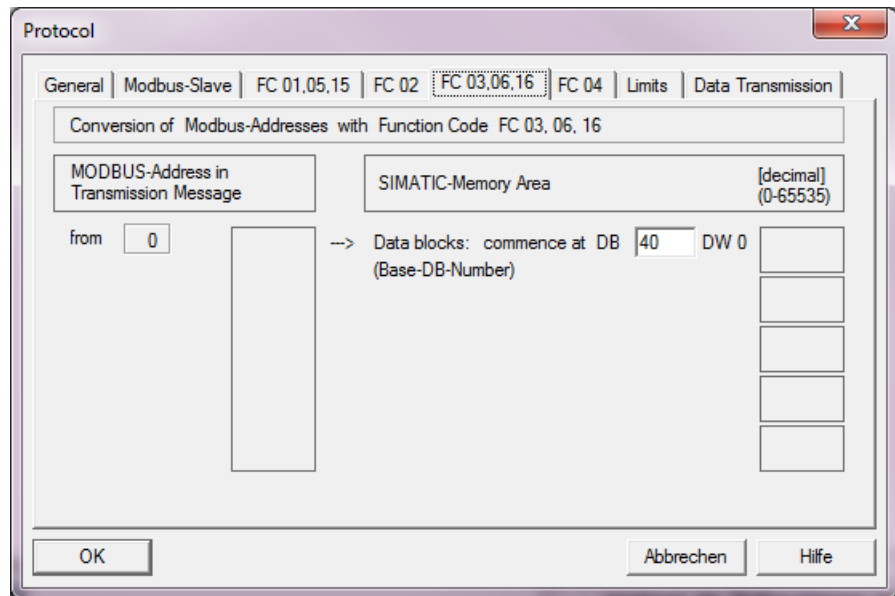 Protocol
General Modbus-Slave FC 01,05,15 FC 02 FC 03,06,16 FC 04 Limits Data Transmission
Conversion of Modbus-Addresses with Function Code FC 03, 06, 16
MODBUS-Address in
Transmission Message
SIMATIC-Memory Area
[decimal]
(0-65535)
from 0 ---> Data blocks: commence at DB 40 DW 0
(Base-DB-Number)
OK Abbrechen Hilfe